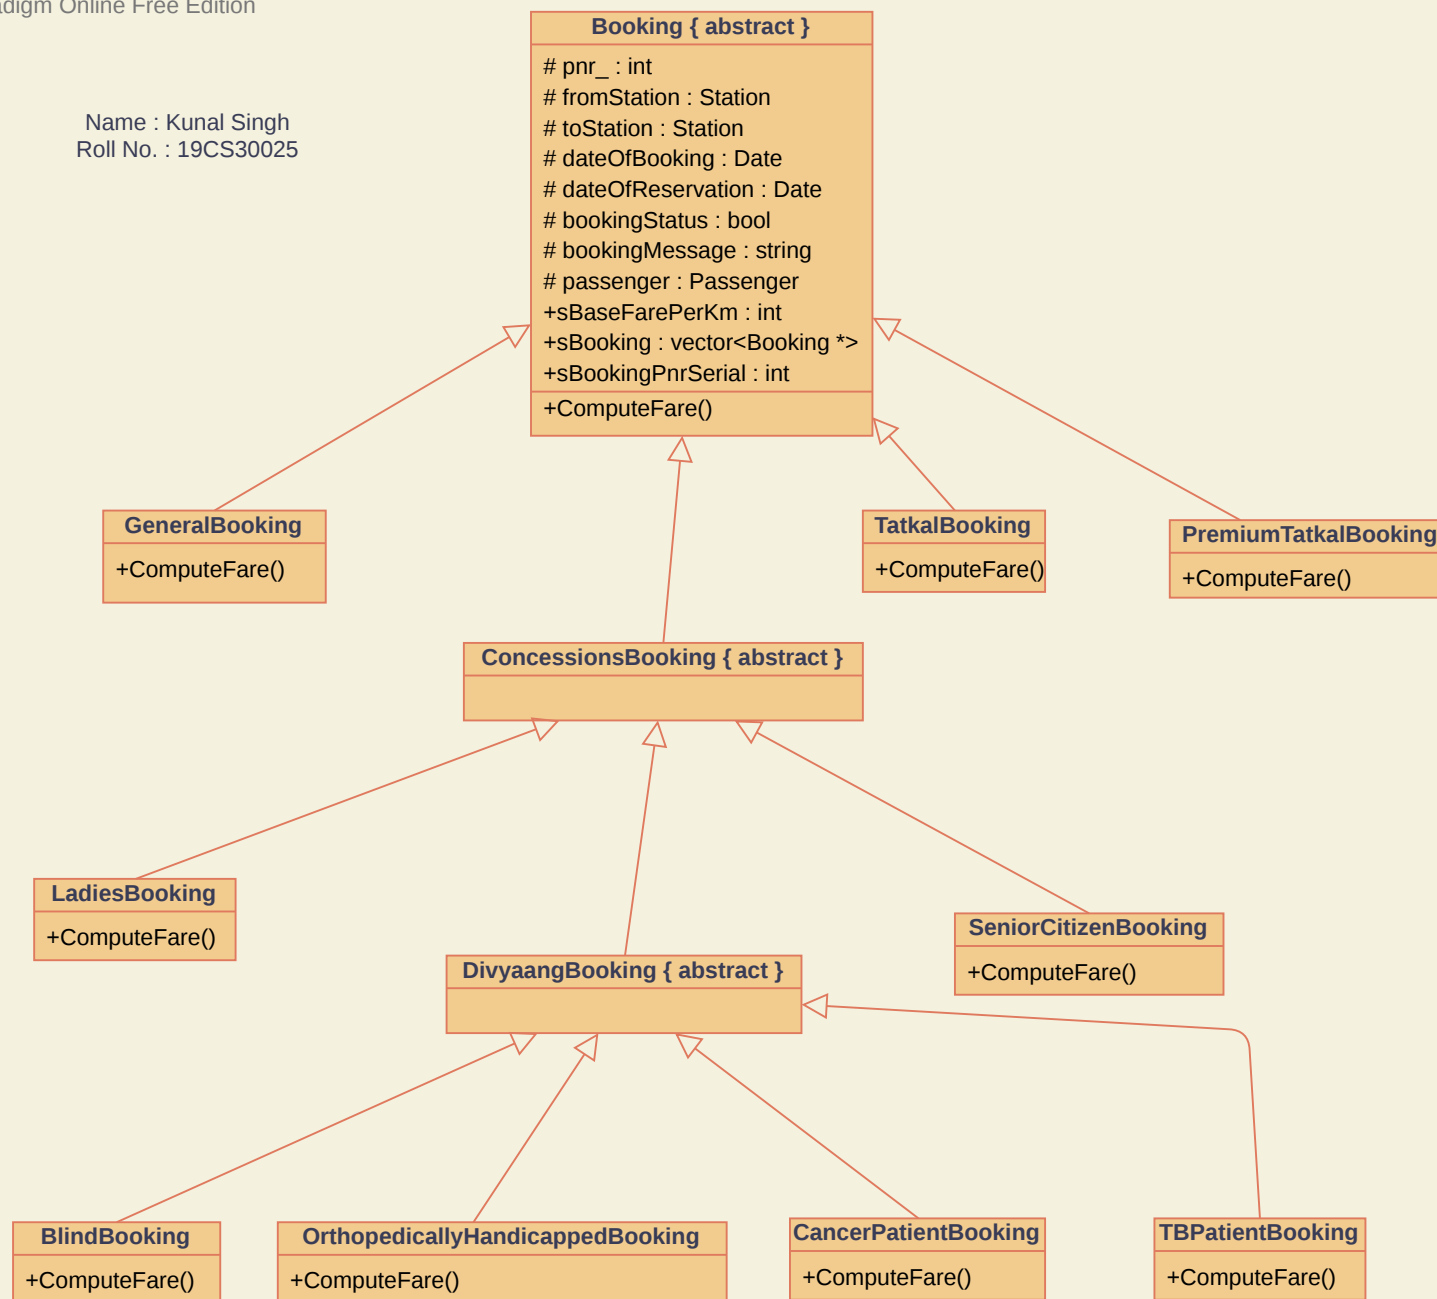 Online Free Edition
Booking { abstract }
# pnr_ : int
# fromStation : Station
# toStation : Station
# dateOfBooking : Date
# dateOfReservation : Date
# bookingStatus : bool
# bookingMessage : string
# passenger : Passenger
+sBaseFarePerKm : int
+sBooking : vector<Booking *>
+sBookingPnrSerial : int
+ComputeFare()
Name : Kunal Singh
Roll No. : 19CS30025
GeneralBooking
+ComputeFare()
TatkalBooking
+ComputeFare()
PremiumTatkalBooking
+ComputeFare()
ConcessionsBooking { abstract }
LadiesBooking
+ComputeFare()
DivyaangBooking { abstract }
SeniorCitizenBooking
+ComputeFare()
BlindBooking
+ComputeFare()
OrthopedicallyHandicappedBooking
+ComputeFare()
CancerPatientBooking
+ComputeFare()
TBPatientBooking
+ComputeFare()